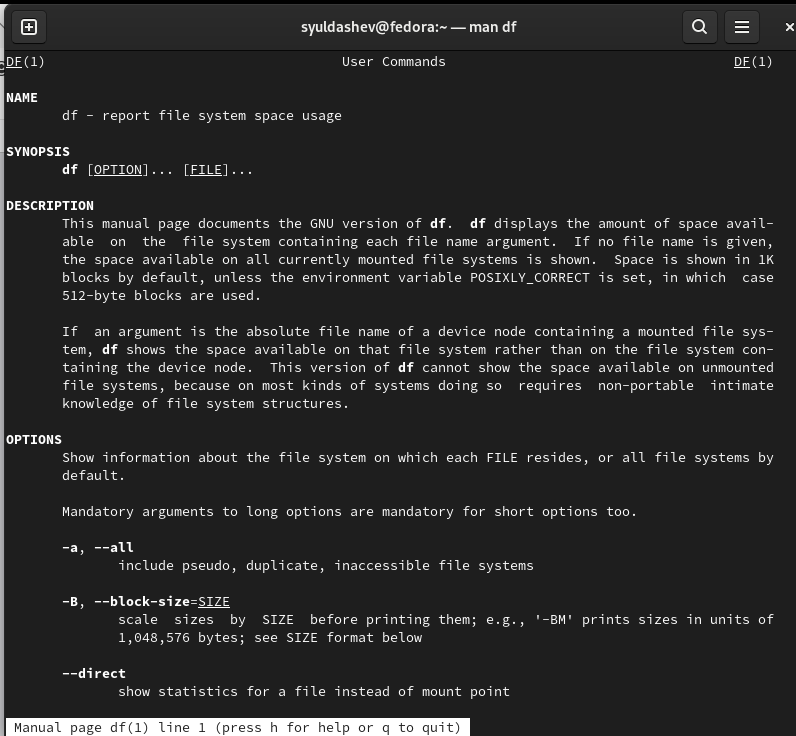 syuldashev@fedora:~ — man df
DF(1) User Commands DF(1)
NAME
df - report file system space usage
SYNOPSIS
df [OPTION]... [FILE]...
DESCRIPTION
This manual page documents the GNU version of df. df displays the amount of space avail-
able on the file system containing each file name argument. If no file name is given,
the space available on all currently mounted file systems is shown. Space is shown in 1K
blocks by default, unless the environment variable POSIXLY_CORRECT is set, in which case
512-byte blocks are used.
If an argument is the absolute file name of a device node containing a mounted file sys-
tem, df shows the space available on that file system rather than on the file system con-
taining the device node. This version of df cannot show the space available on unmounted
file systems, because on most kinds of systems doing so requires non-portable intimate
knowledge of file system structures.
OPTIONS
Show information about the file system on which each FILE resides, or all file systems by
default.
Mandatory arguments to long options are mandatory for short options too.
-a, --all
include pseudo, duplicate, inaccessible file systems
-B, --block-size=SIZE
scale sizes by SIZE before printing them; e.g., '-BM' prints sizes in units of
1,048,576 bytes; see SIZE format below
--direct
show statistics for a file instead of mount point
Manual page df(1) line 1 (press h for help or q to quit)